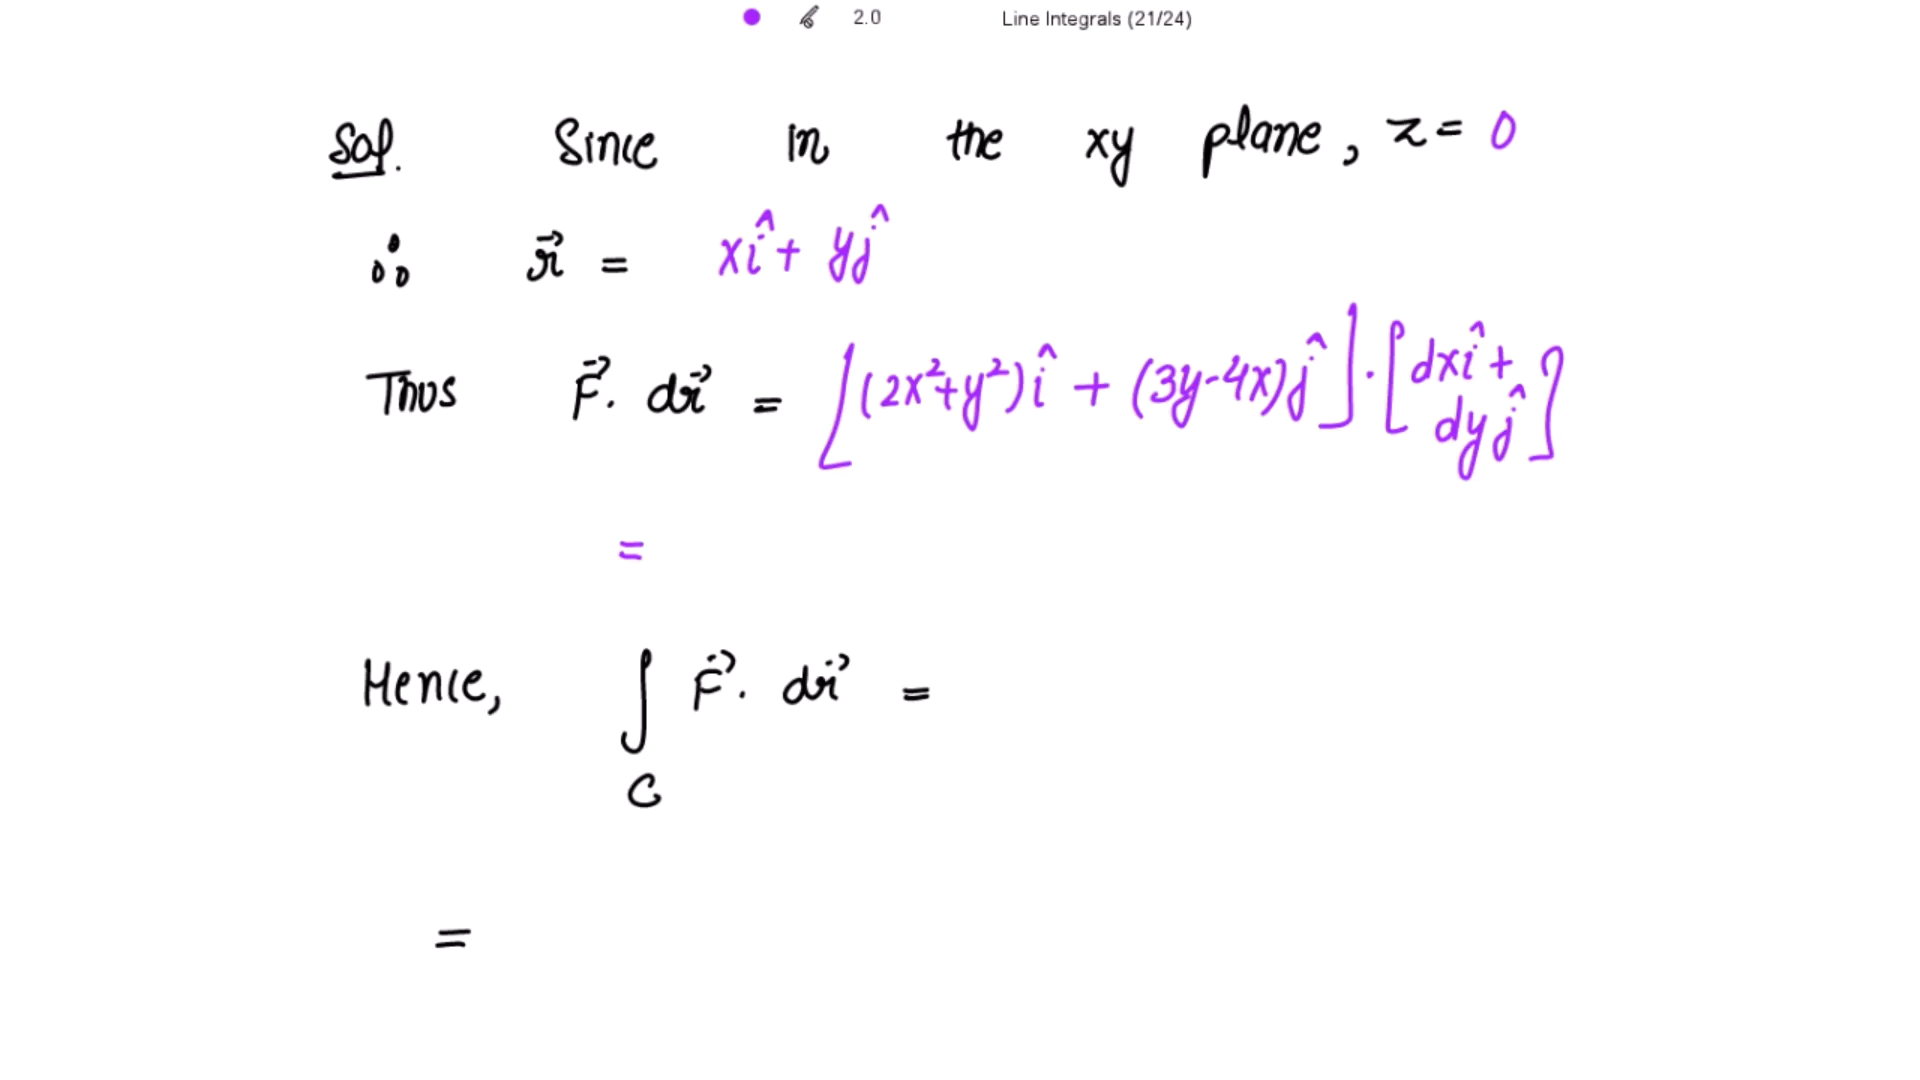 2.0 Line Integrals (21/24)
Sol. Since in the xy plane, z = 0
∴ r⃗ = xî + yĵ
Thus F⃗. dr⃗ = [(2x²+y²)î + (3y-4x)ĵ].[dxî + dyĵ]
=
Hence, ∫ F⃗. dr⃗ =
C
=